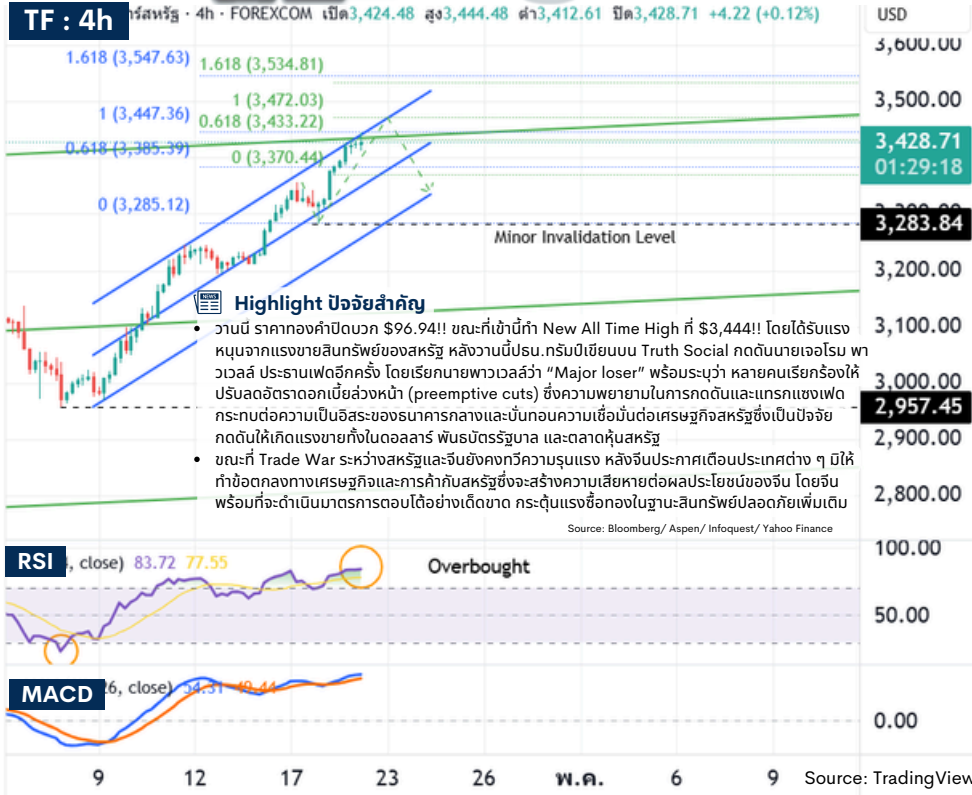 TF : 4h
าร์สหรัฐ · 4h · FOREXCOM เปิด3,424.48 สูง3,444.48 ต่ำ3,412.61 ปิด3,428.71 +4.22 (+0.12%)
USD
3,600.00
1.618 (3,547.63)
1.618 (3,534.81)
1 (3,472.03)
3,500.00
1 (3,447.36)
0.618 (3,433.22)
3,428.71
01:29:18
0.618 (3,385.39)
0 (3,370.44)
0 (3,285.12)
3,300.00
3,283.84
Minor Invalidation Level
3,200.00
NEWS
Highlight ปัจจัยสำคัญ
• วานนี้ ราคาทองคำปิดบวก $96.94!! ขณะที่เช้านี้ทำ New All Time High ที่ $3,444!! โดยได้รับแรง
หนุนจากแรงขายสินทรัพย์ของสหรัฐ หลังวานนี้ปธน.ทรัมป์เขียนบน Truth Social กดดันนายเจอโรม พา
วเวลล์ ประธานเฟดอีกครั้ง โดยเรียกนายพาวเวลล์ว่า “Major loser” พร้อมระบุว่า หลายคนเรียกร้องให้
ปรับลดอัตราดอกเบี้ยล่วงหน้า (preemptive cuts) ซึ่งความพยายามในการกดดันและแทรกแซงเฟด
กระทบต่อความเป็นอิสระของธนาคารกลางและบั่นทอนความเชื่อมั่นต่อเศรษฐกิจสหรัฐซึ่งเป็นปัจจัย
กดดันให้เกิดแรงขายทั้งในดอลลาร์ พันธบัตรรัฐบาล และตลาดหุ้นสหรัฐ
• ขณะที่ Trade War ระหว่างสหรัฐและจีนยังคงทวีความรุนแรง หลังจีนประกาศเตือนประเทศต่าง ๆ มิให้
ทำข้อตกลงทางเศรษฐกิจและการค้ากับสหรัฐซึ่งจะสร้างความเสียหายต่อผลประโยชน์ของจีน โดยจีน
พร้อมที่จะดำเนินมาตรการตอบโต้อย่างเด็ดขาด กระตุ้นแรงซื้อทองในฐานะสินทรัพย์ปลอดภัยเพิ่มเติม
Source: Bloomberg/ Aspen/ Infoquest/ Yahoo Finance
3,100.00
3,000.00
2,957.45
2,900.00
2,800.00
RSI
, close) 83.72 77.55
Overbought
100.00
50.00
MACD
26, close) 54.31 49.44
0.00
9 12 17 23 26 พ.ค. 6 9
Source: TradingView